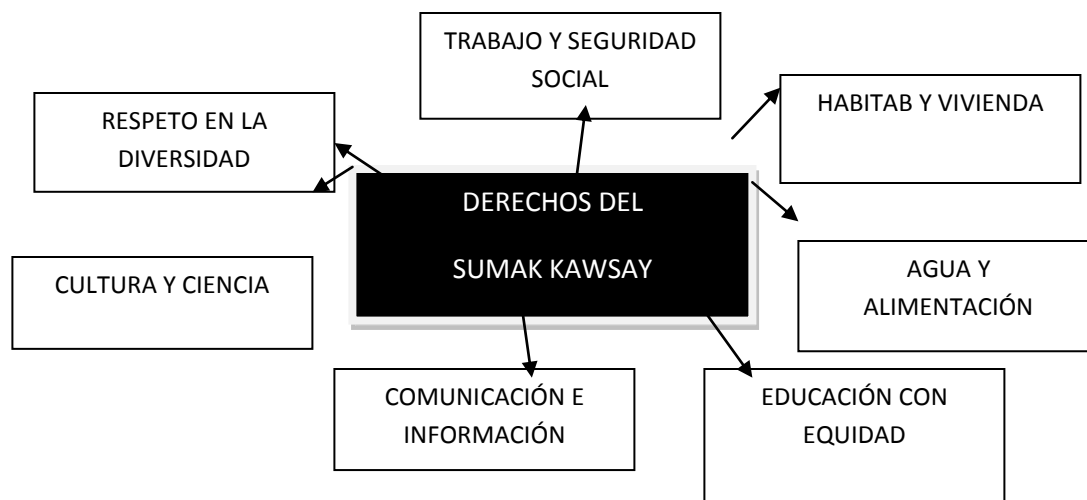 TRABAJO Y SEGURIDAD
SOCIAL
HABITAB Y VIVIENDA
RESPETO EN LA
DIVERSIDAD
DERECHOS DEL
SUMAK KAWSAY
CULTURA Y CIENCIA
AGUA Y
ALIMENTACIÓN
COMUNICACIÓN E
INFORMACIÓN
EDUCACIÓN CON
EQUIDAD